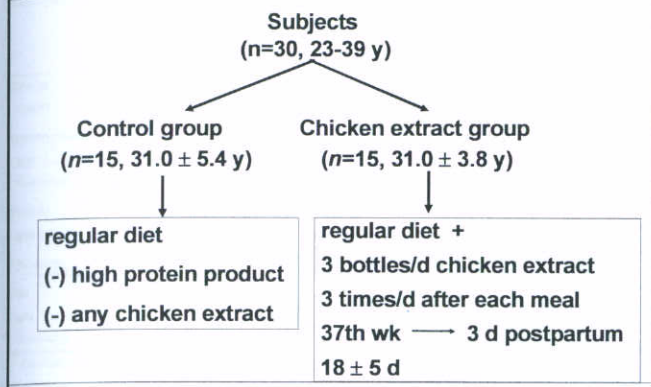 Subjects
(n=30, 23-39 y)
Control group
(n=15, 31.0 ± 5.4 y)
Chicken extract group
(n=15, 31.0 ± 3.8 y)
regular diet
(-) high protein product
(-) any chicken extract
regular diet +
3 bottles/d chicken extract
3 times/d after each meal
37th wk ⟶ 3 d postpartum
18 ± 5 d